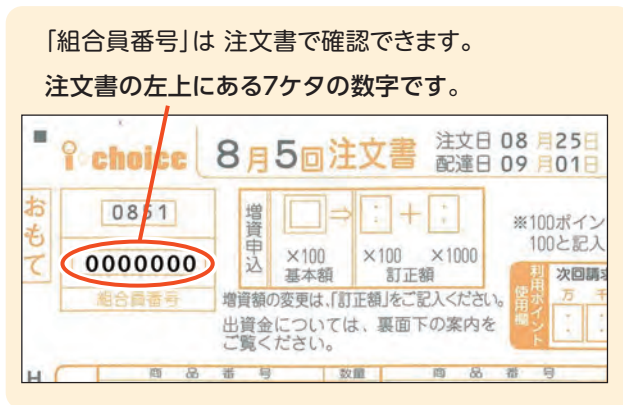 「組合員番号」は 注文書で確認できます。
注文書の左上にある7ケタの数字です。
i choice 8月5回注文書
注文日 08 月25日
配達日 09 月01日
おもて
0851
0000000
組合員番号
増資申込
□⇒ : + :
×100 ×100 ×1000
基本額 訂正額
増資額の変更は、「訂正額」をご記入ください。
出資金については、裏面下の案内を
ご覧ください。
※100ポイン
100と記入
利用ポイント使用欄
次回請求
万 千
商品番号 数量 商品番号